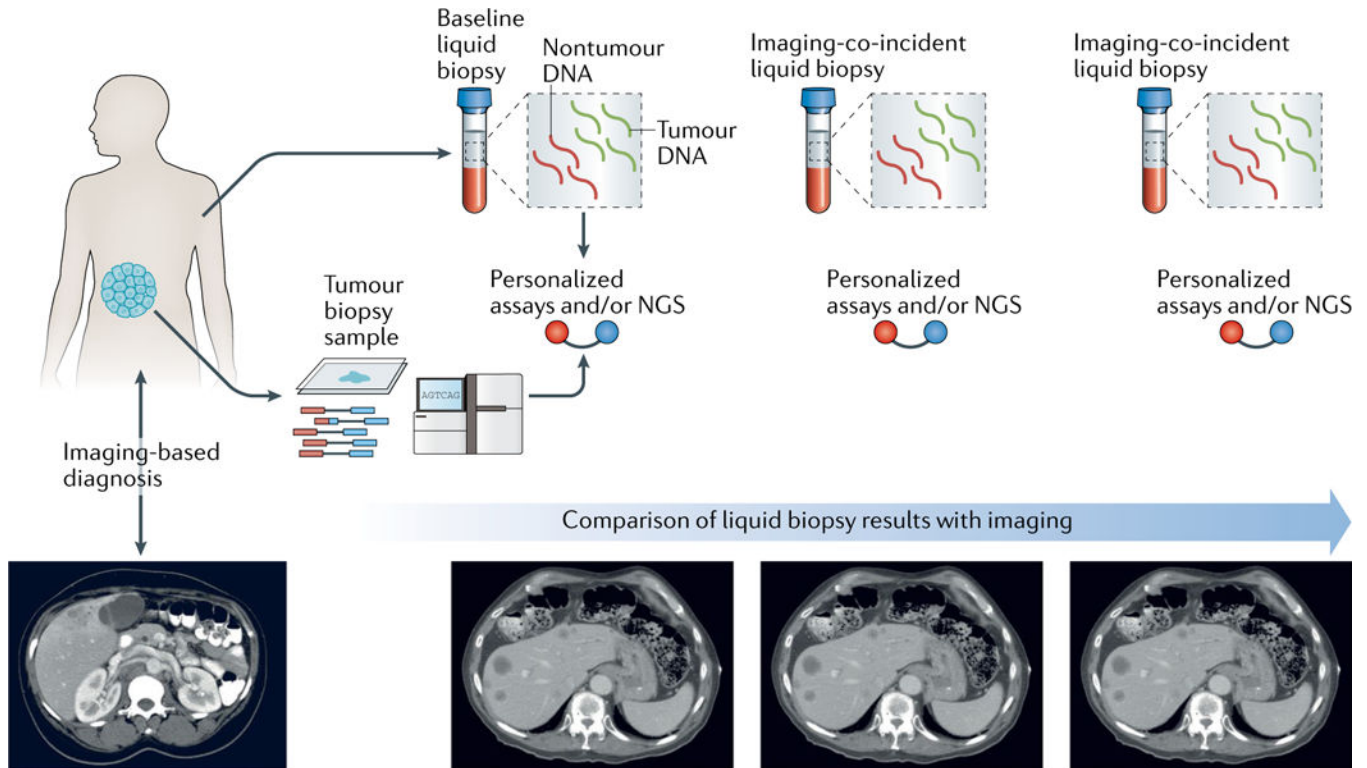 Baseline
liquid
biopsy
Nontumour
DNA
Tumour
DNA
Imaging-co-incident
liquid biopsy
Imaging-co-incident
liquid biopsy
Tumour
biopsy
sample
AGTCAG
Personalized
assays and/or NGS
Personalized
assays and/or NGS
Personalized
assays and/or NGS
Imaging-based
diagnosis
Comparison of liquid biopsy results with imaging